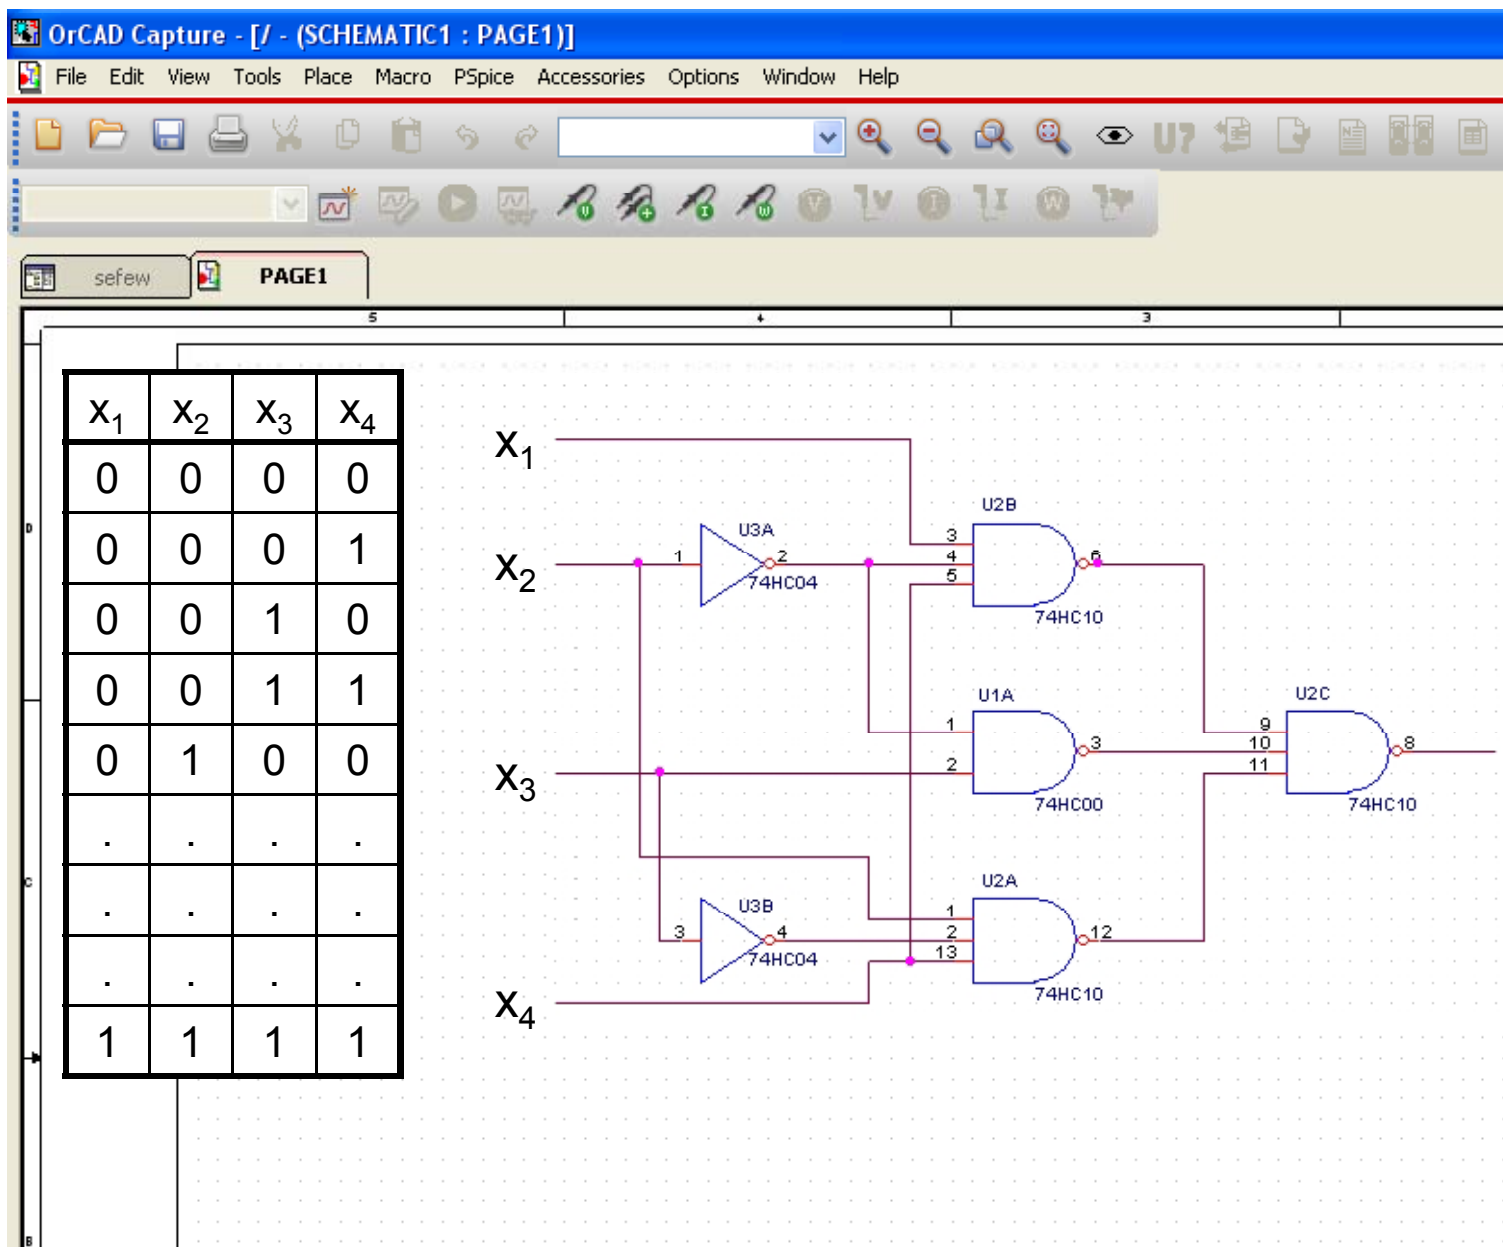 OrCAD Capture - [/ - (SCHEMATIC1 : PAGE1)]
File Edit View Tools Place Macro PSpice Accessories Options Window Help
U?
V I W
sefew PAGE1
5 4 3
D
C
B
x1 x2 x3 x4
0 0 0 0
0 0 0 1
0 0 1 0
0 0 1 1
0 1 0 0
. . . .
. . . .
. . . .
1 1 1 1
x1
x2
x3
x4
U3A
1 2
74HC04
U2B
3
4
5
6
74HC10
U1A
1
2
3
74HC00
U2C
9
10
11
8
74HC10
U3B
3 4
74HC04
U2A
1
2
13
12
74HC10